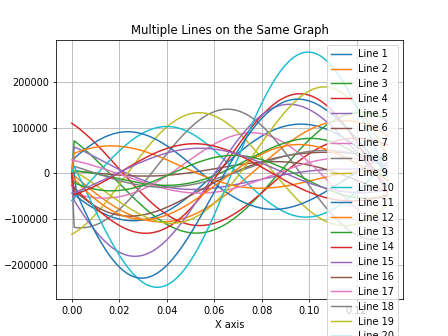 Multiple Lines on the Same Graph
200000
100000
0
−100000
−200000
0.00
0.02
0.04
0.06
0.08
0.10
X axis
Line 1
Line 2
Line 3
Line 4
Line 5
Line 6
Line 7
Line 8
Line 9
Line 10
Line 11
Line 12
Line 13
Line 14
Line 15
Line 16
Line 17
Line 18
Line 19
Line 20